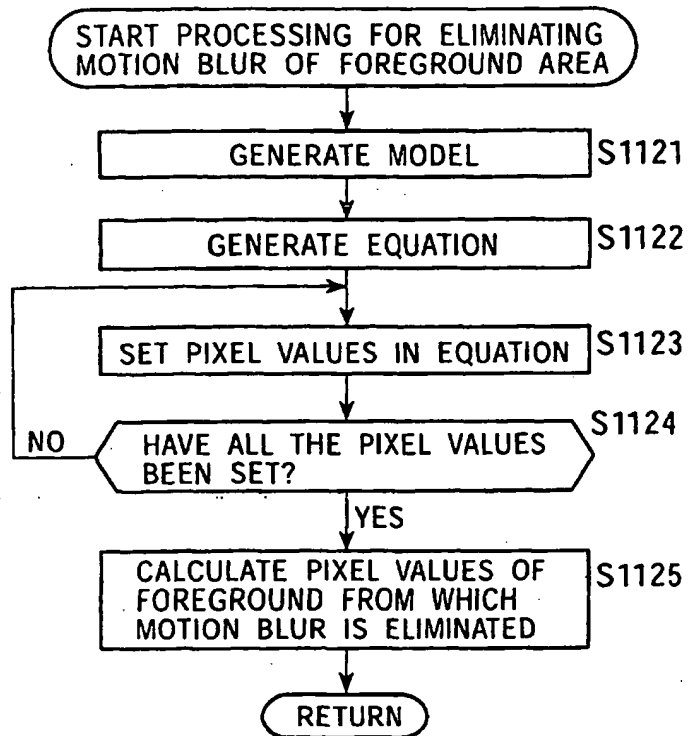 START PROCESSING FOR ELIMINATING
MOTION BLUR OF FOREGROUND AREA
GENERATE MODEL
S1121
GENERATE EQUATION
S1122
SET PIXEL VALUES IN EQUATION
S1123
HAVE ALL THE PIXEL VALUES
BEEN SET?
S1124
NO
YES
CALCULATE PIXEL VALUES OF
FOREGROUND FROM WHICH
MOTION BLUR IS ELIMINATED
S1125
RETURN